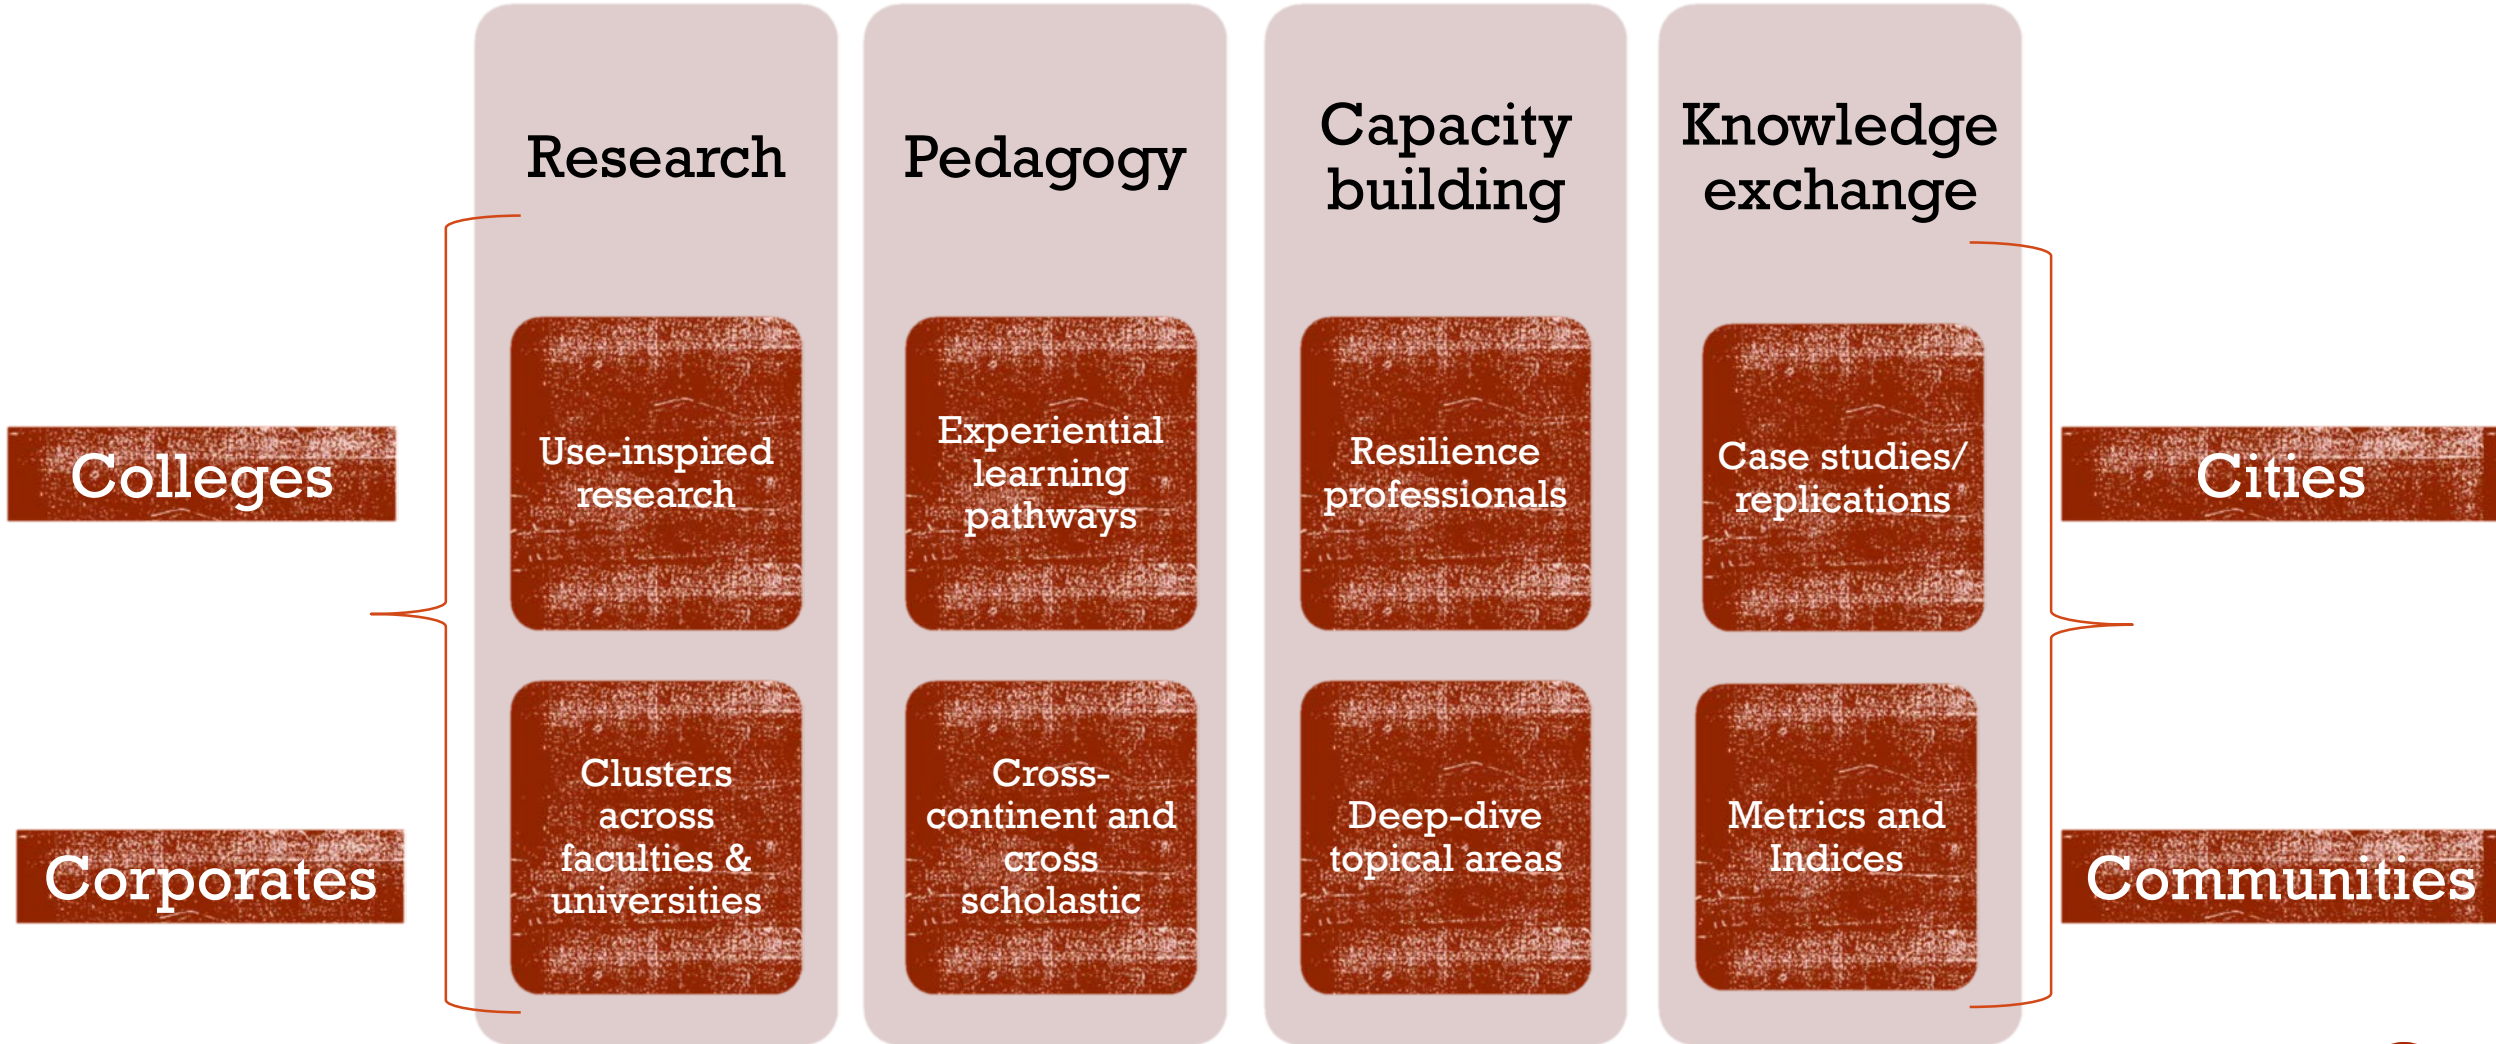 Colleges
Corporates
Research
Use-inspired
research
Clusters
across
faculties &
universities
Pedagogy
Experiential
learning
pathways
Cross-
continent and
cross
scholastic
Capacity
building
Resilience
professionals
Deep-dive
topical areas
Knowledge
exchange
Case studies/
replications
Metrics and
Indices
Cities
Communities